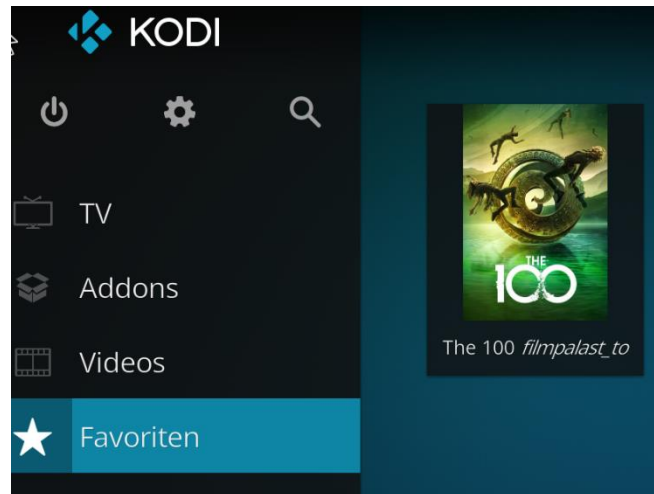 KODI
TV
Addons
Videos
Favoriten
THE
100
The 100 filmpalast_to